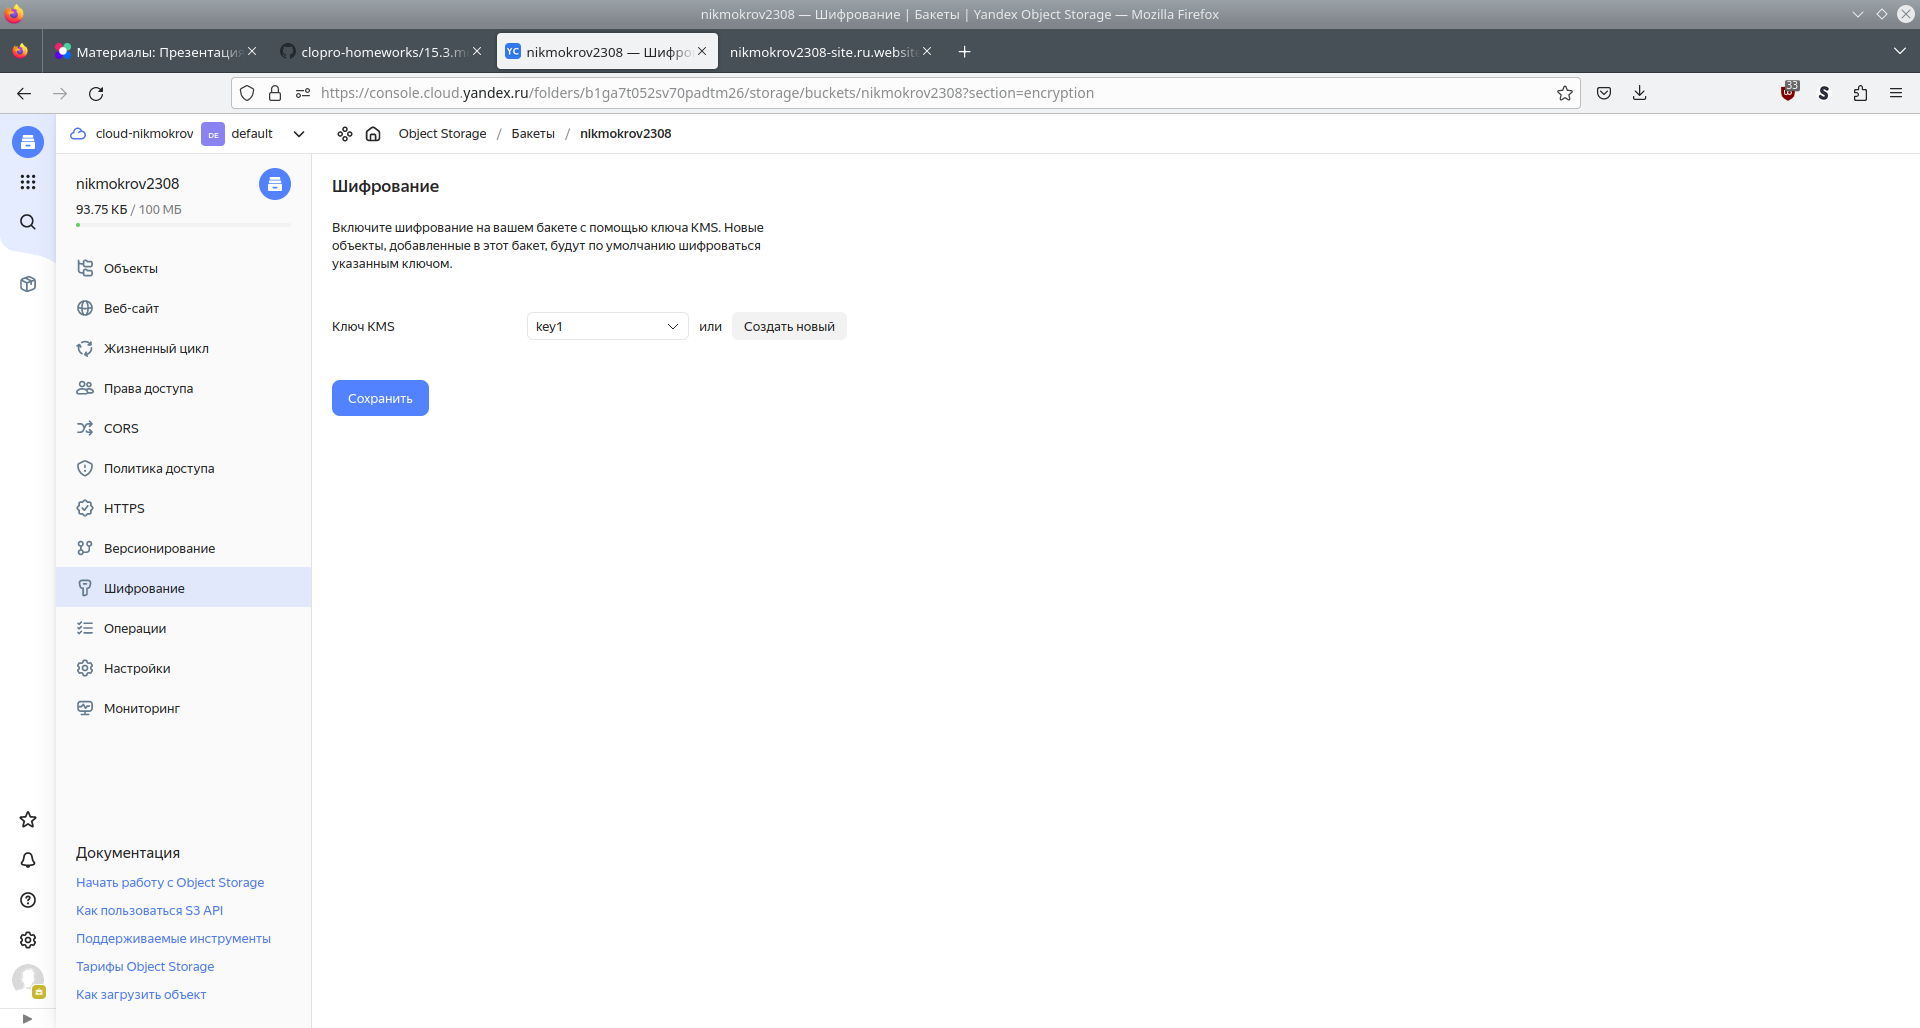 nikmokrov2308 — Шифрование | Бакеты | Yandex Object Storage — Mozilla Firefox
Материалы: Презентация
clopro-homeworks/15.3.m
YC
nikmokrov2308 — Шифро
nikmokrov2308-site.ru.websit
https://console.cloud.yandex.ru/folders/b1ga7t052sv70padtm26/storage/buckets/nikmokrov2308?section=encryption
33
S
cloud-nikmokrov
DE
default
Object Storage / Бакеты / nikmokrov2308
nikmokrov2308
93.75 КБ / 100 МБ
Объекты
Веб-сайт
Жизненный цикл
Права доступа
CORS
Политика доступа
HTTPS
Версионирование
Шифрование
Операции
Настройки
Мониторинг
Документация
Начать работу с Object Storage
Как пользоваться S3 API
Поддерживаемые инструменты
Тарифы Object Storage
Как загрузить объект
Шифрование
Включите шифрование на вашем бакете с помощью ключа KMS. Новые
объекты, добавленные в этот бакет, будут по умолчанию шифроваться
указанным ключом.
Ключ KMS
key1
или
Создать новый
Сохранить